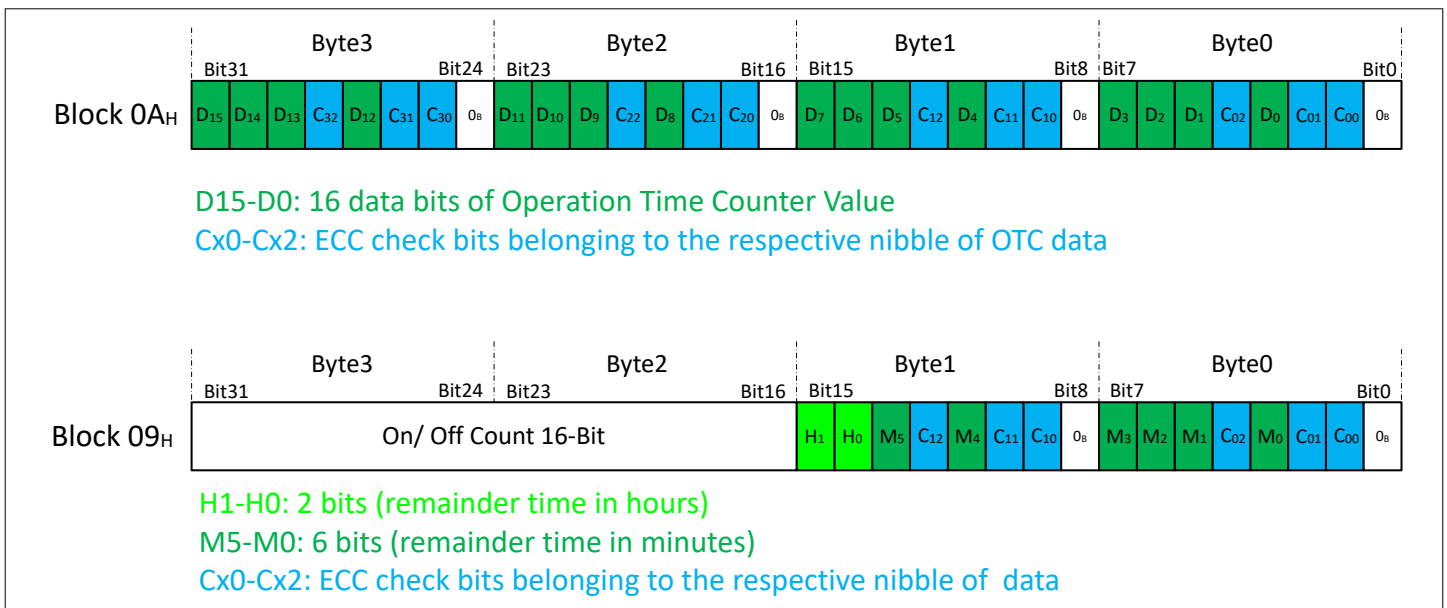 Byte3 Byte2 Byte1 Byte0
Bit31 Bit24 Bit23 Bit16 Bit15 Bit8 Bit7 Bit0
Block 0AH D15 D14 D13 C32 D12 C31 C30 0B D11 D10 D9 C22 D8 C21 C20 0B D7 D6 D5 C12 D4 C11 C10 0B D3 D2 D1 C02 D0 C01 C00 0B
D15-D0: 16 data bits of Operation Time Counter Value
Cx0-Cx2: ECC check bits belonging to the respective nibble of OTC data
Byte3 Byte2 Byte1 Byte0
Bit31 Bit24 Bit23 Bit16 Bit15 Bit8 Bit7 Bit0
Block 09H On/ Off Count 16-Bit H1 H0 M5 C12 M4 C11 C10 0B M3 M2 M1 C02 M0 C01 C00 0B
H1-H0: 2 bits (remainder time in hours)
M5-M0: 6 bits (remainder time in minutes)
Cx0-Cx2: ECC check bits belonging to the respective nibble of data